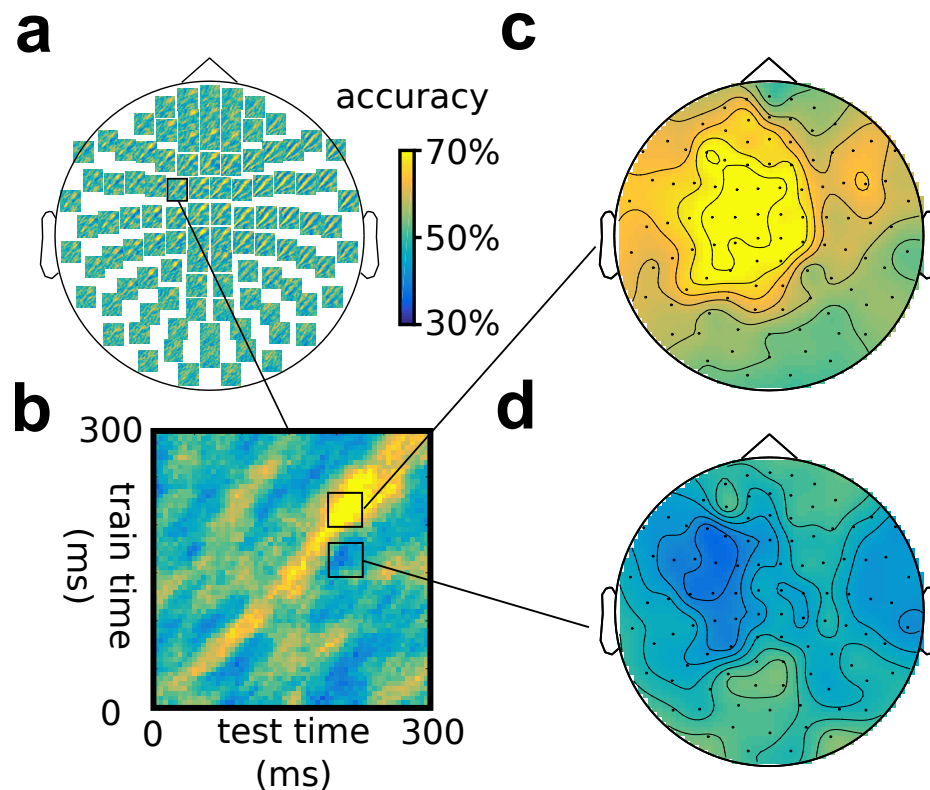 a
accuracy
70%
50%
30%
c
b
300
train time
(ms)
0
0
test time
300
(ms)
d